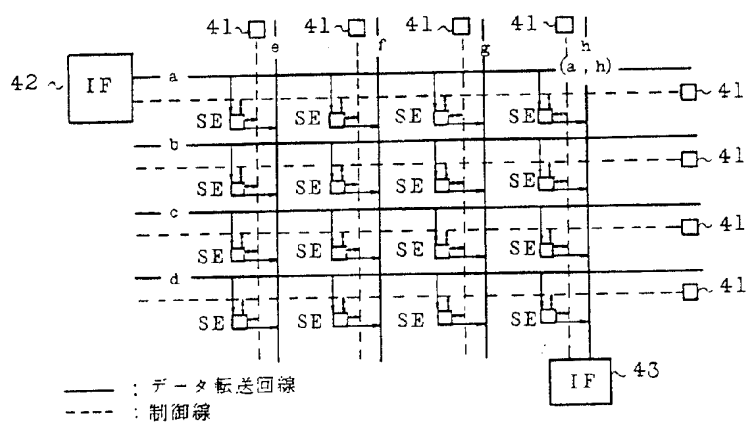 41 41 41 41
e f g h
42 IF a (a , h)
41
SE SE SE SE
b
41
SE SE SE SE
c
41
SE SE SE SE
d
41
SE SE SE SE
IF 43
：データ転送回線
：制御線